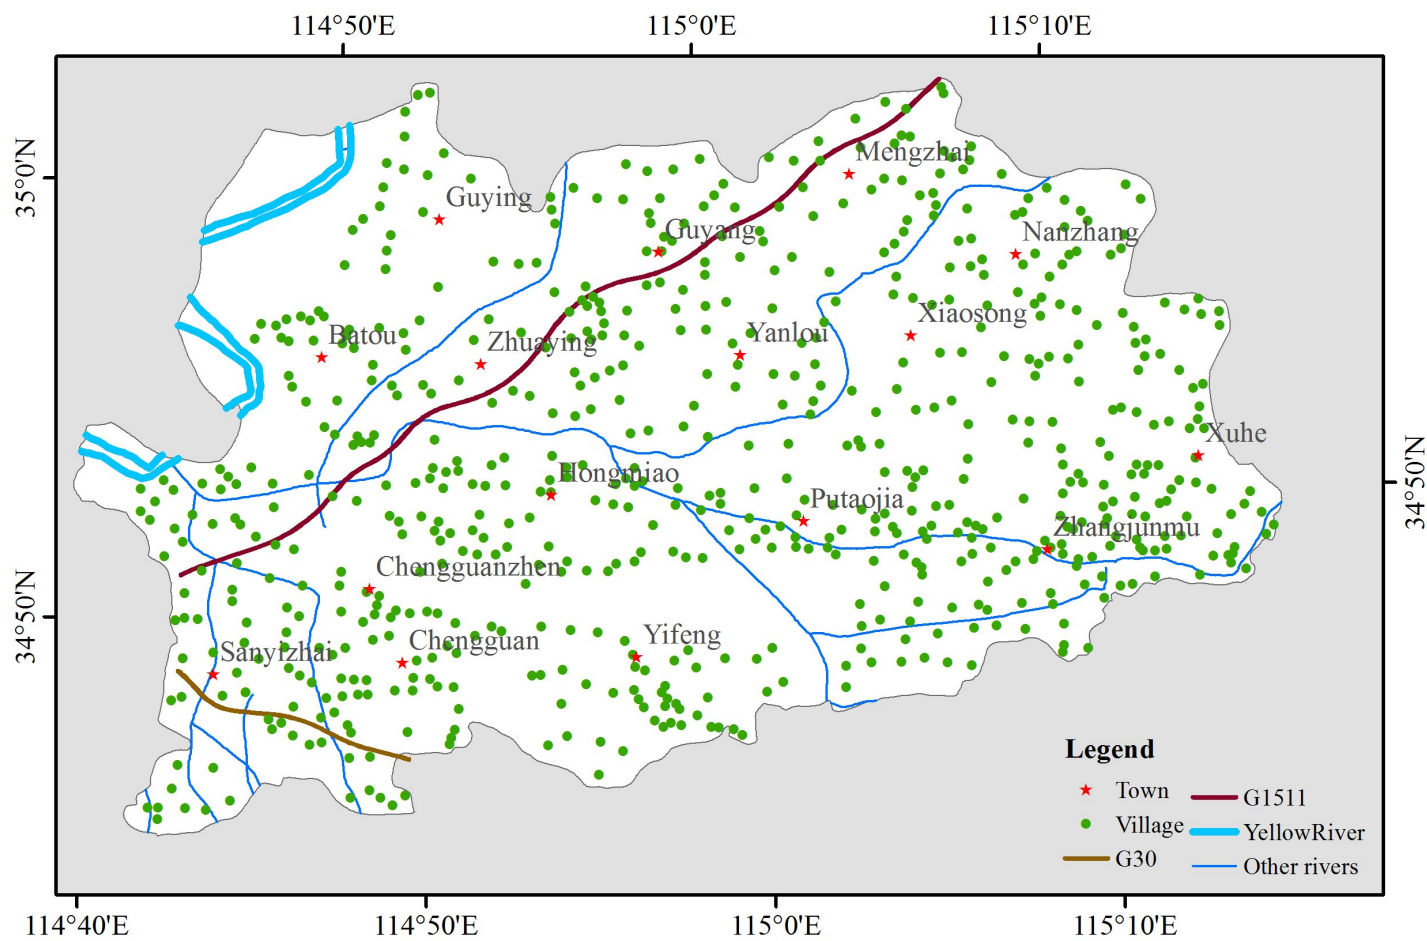 114°50'E
115°0'E
115°10'E
35°0'N
34°50'N
34°50'N
Mengzhai
Guying
Guyang
Nanzhang
Xiaosong
Batou
Zhuaying
Yanlou
Xuhe
Hongmiao
Putaojia
Zhangjunmu
Chengguanzhen
Chengguan
Yifeng
Sanyizhai
Legend
Town
Village
G30
G1511
YellowRiver
Other rivers
114°40'E
114°50'E
115°0'E
115°10'E